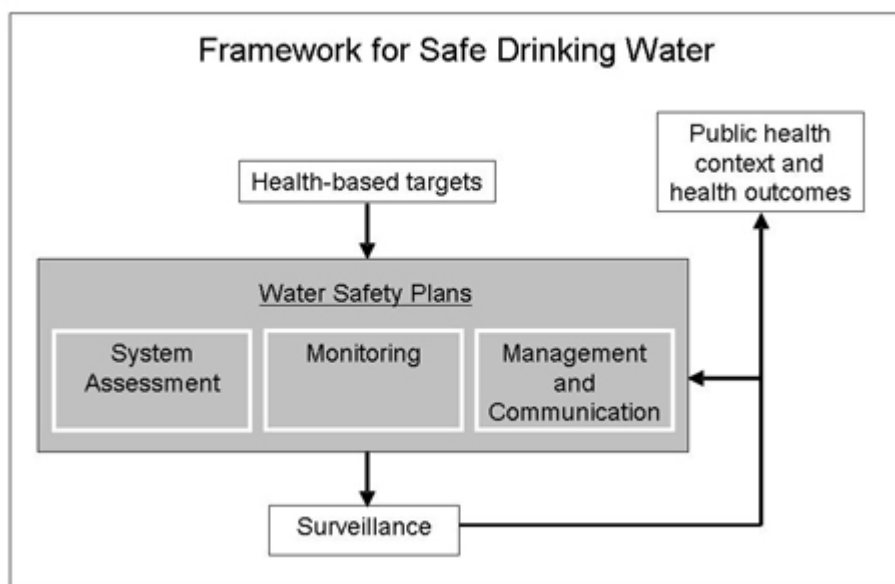 Framework for Safe Drinking Water
Public health
context and
health outcomes
Health-based targets
Water Safety Plans
System
Assessment
Monitoring
Management
and
Communication
Surveillance